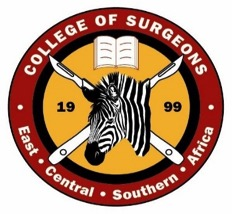 COLLEGE OF SURGEONS
19 99
East • Central • Southern • Africa